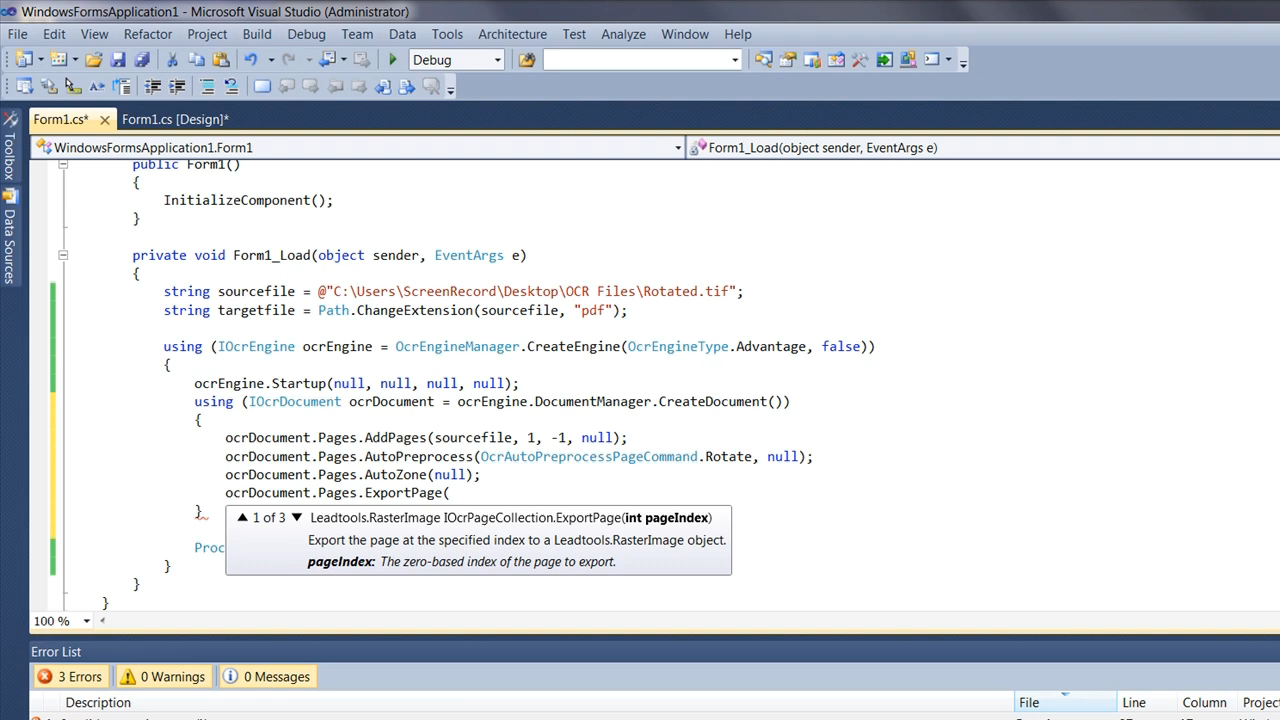 WindowsFormsApplication1 - Microsoft Visual Studio (Administrator)
File Edit View Refactor Project Build Debug Team Data Tools Architecture Test Analyze Window Help
Debug
Form1.cs* Form1.cs [Design]*
WindowsFormsApplication1.Form1 Form1_Load(object sender, EventArgs e)
Toolbox
Data Sources
public Form1()
{
InitializeComponent();
}
private void Form1_Load(object sender, EventArgs e)
{
string sourcefile = @"C:\Users\ScreenRecord\Desktop\OCR Files\Rotated.tif";
string targetfile = Path.ChangeExtension(sourcefile, "pdf");
using (IOcrEngine ocrEngine = OcrEngineManager.CreateEngine(OcrEngineType.Advantage, false))
{
ocrEngine.Startup(null, null, null, null);
using (IOcrDocument ocrDocument = ocrEngine.DocumentManager.CreateDocument())
{
ocrDocument.Pages.AddPages(sourcefile, 1, -1, null);
ocrDocument.Pages.AutoPreprocess(OcrAutoPreprocessPageCommand.Rotate, null);
ocrDocument.Pages.AutoZone(null);
ocrDocument.Pages.ExportPage(
}
1 of 3 Leadtools.RasterImage IOcrPageCollection.ExportPage(int pageIndex)
Export the page at the specified index to a Leadtools.RasterImage object.
pageIndex: The zero-based index of the page to export.
Proc
}
}
}
100 %
Error List
3 Errors 0 Warnings 0 Messages
Description File Line Column Projec